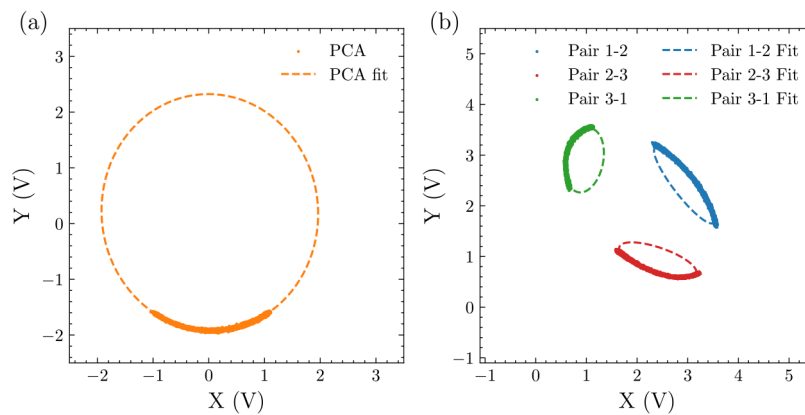 (a)
PCA
PCA fit
Y (V)
3
2
1
0
−1
−2
−2
−1
0
1
2
3
X (V)
(b)
Pair 1-2
Pair 2-3
Pair 3-1
Pair 1-2 Fit
Pair 2-3 Fit
Pair 3-1 Fit
Y (V)
5
4
3
2
1
0
−1
−1
0
1
2
3
4
5
X (V)